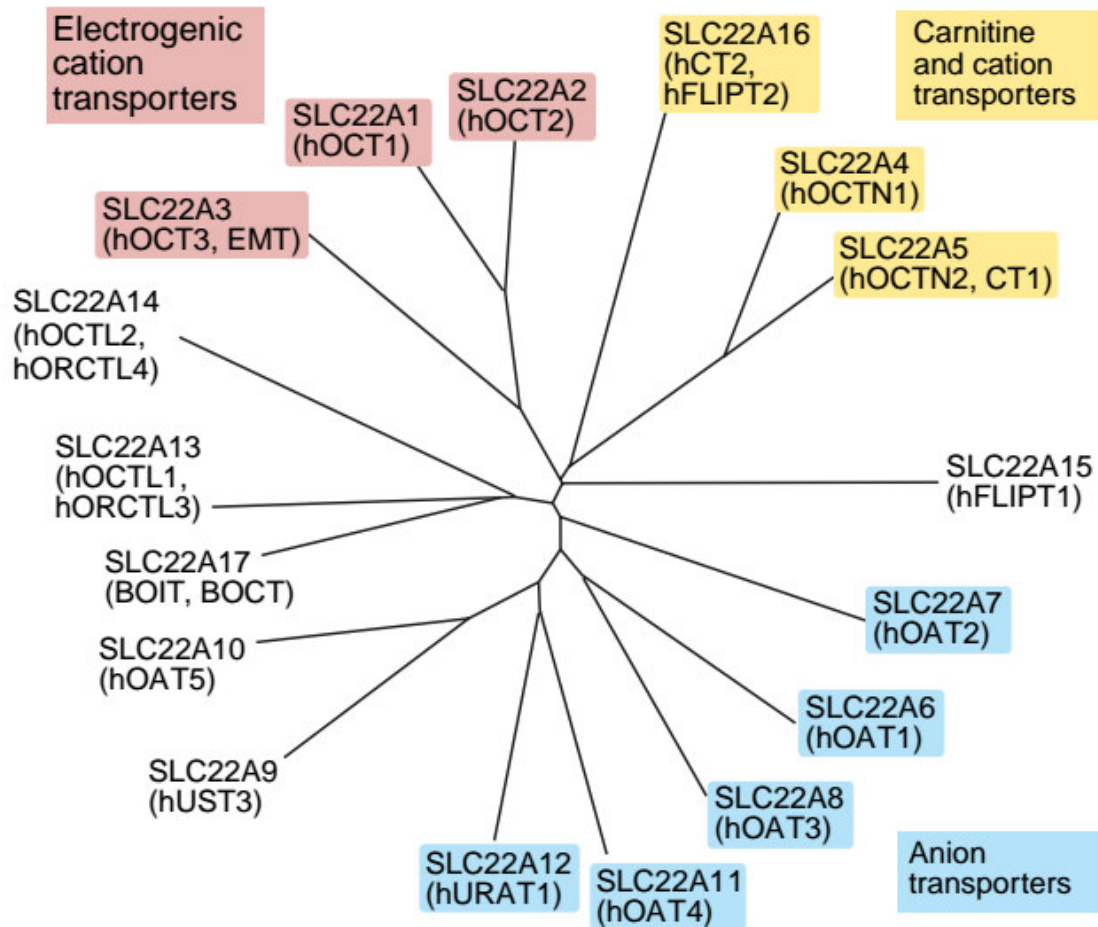 Electrogenic
cation
transporters
SLC22A16
(hCT2,
hFLIPT2)
Carnitine
and cation
transporters
SLC22A2
(hOCT2)
SLC22A1
(hOCT1)
SLC22A4
(hOCTN1)
SLC22A3
(hOCT3, EMT)
SLC22A5
(hOCTN2, CT1)
SLC22A14
(hOCTL2,
hORCTL4)
SLC22A13
(hOCTL1,
hORCTL3)
SLC22A15
(hFLIPT1)
SLC22A17
(BOIT, BOCT)
SLC22A7
(hOAT2)
SLC22A10
(hOAT5)
SLC22A6
(hOAT1)
SLC22A9
(hUST3)
SLC22A8
(hOAT3)
SLC22A12
(hURAT1)
SLC22A11
(hOAT4)
Anion
transporters